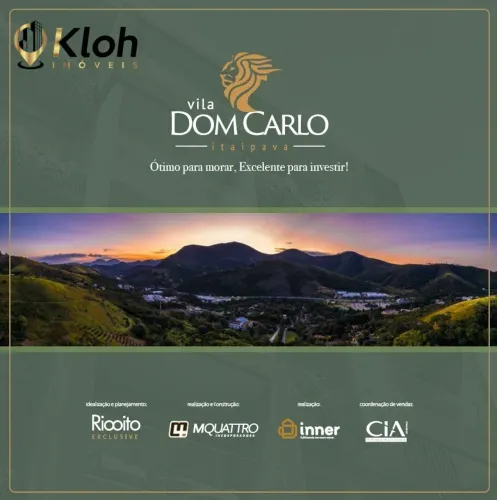 Kloh
IMÓVEIS
vila
DOM CARLO
itaipava
Ótimo para morar, Excelente para investir!
idealização e planejamento:
realização e construção:
realização:
coordenação de vendas:
EXCLUSIVE
MQUATTRO
INCORPORADORA
inner
CIA